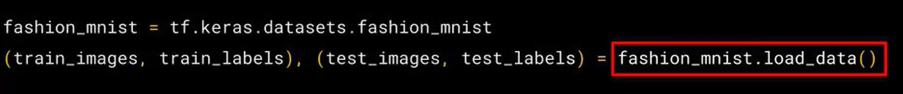 fashion_mnist = tf.keras.datasets.fashion_mnist
(train_images, train_labels), (test_images, test_labels) = fashion_mnist.load_data()